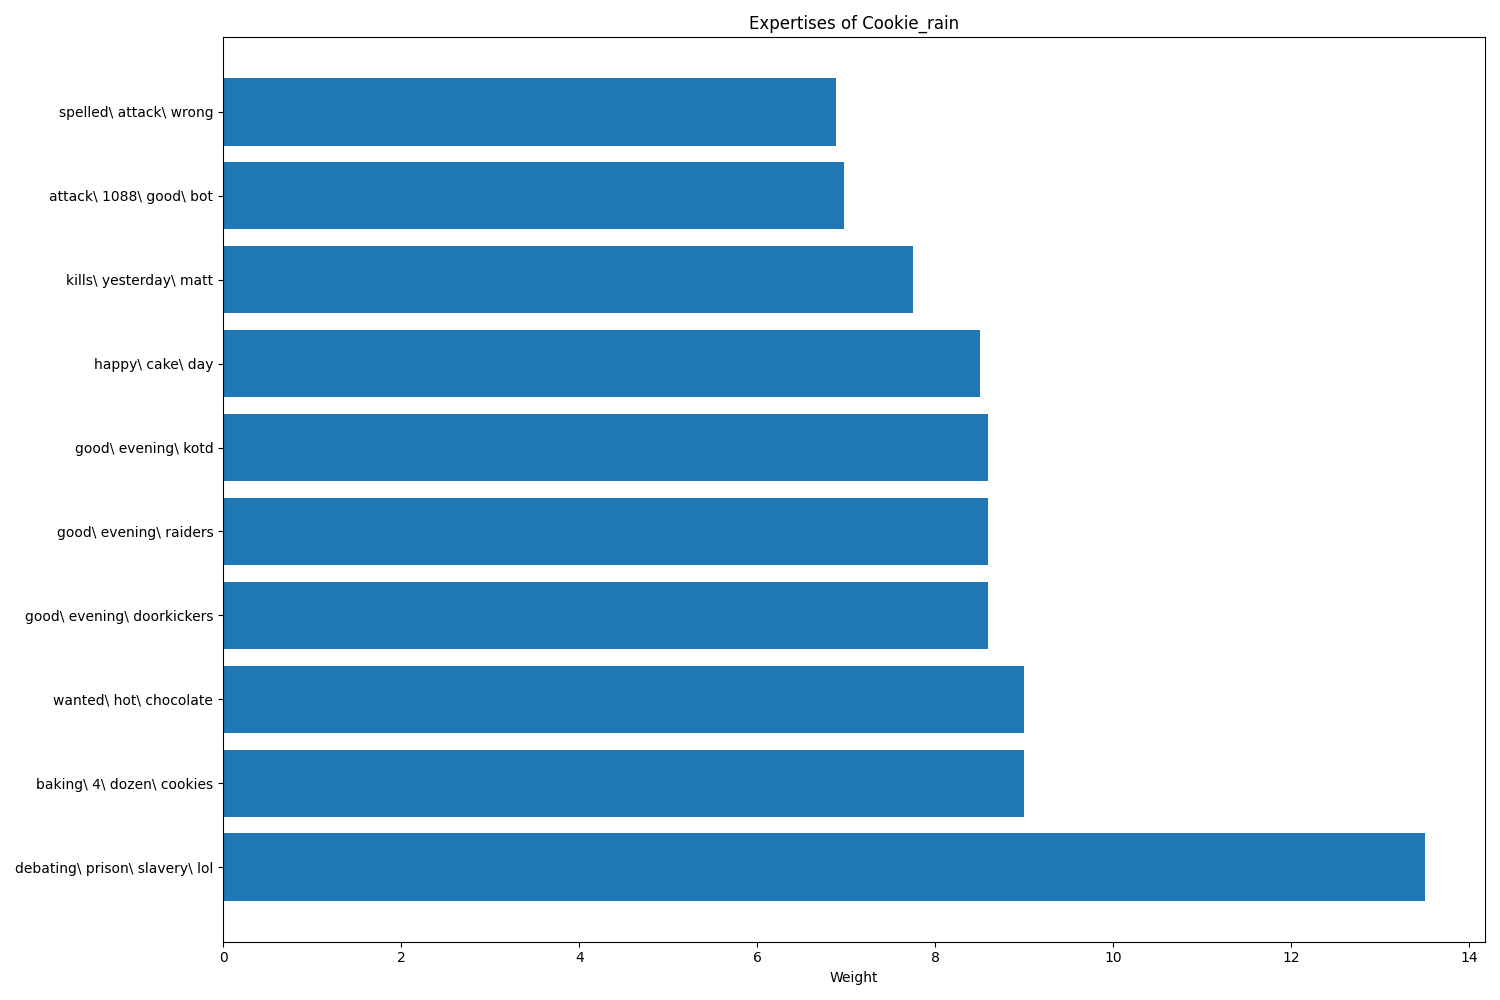 Expertises of Cookie_rain
spelled\ attack\ wrong
attack\ 1088\ good\ bot
kills\ yesterday\ matt
happy\ cake\ day
good\ evening\ kotd
good\ evening\ raiders
good\ evening\ doorkickers
wanted\ hot\ chocolate
baking\ 4\ dozen\ cookies
debating\ prison\ slavery\ lol
0 2 4 6 8 10 12 14
Weight